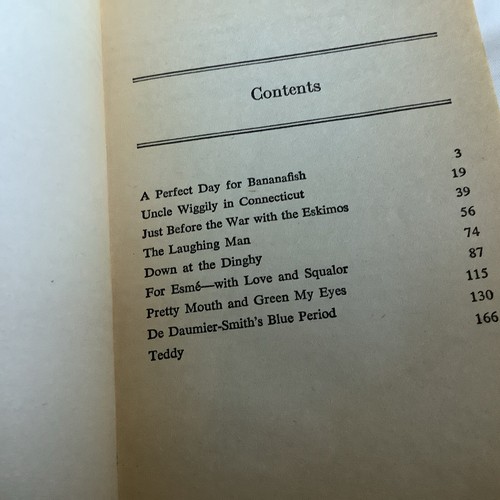 Contents
A Perfect Day for Bananafish 3
Uncle Wiggily in Connecticut 19
Just Before the War with the Eskimos 39
The Laughing Man 56
Down at the Dinghy 74
For Esmé—with Love and Squalor 87
Pretty Mouth and Green My Eyes 115
De Daumier-Smith's Blue Period 130
Teddy 166